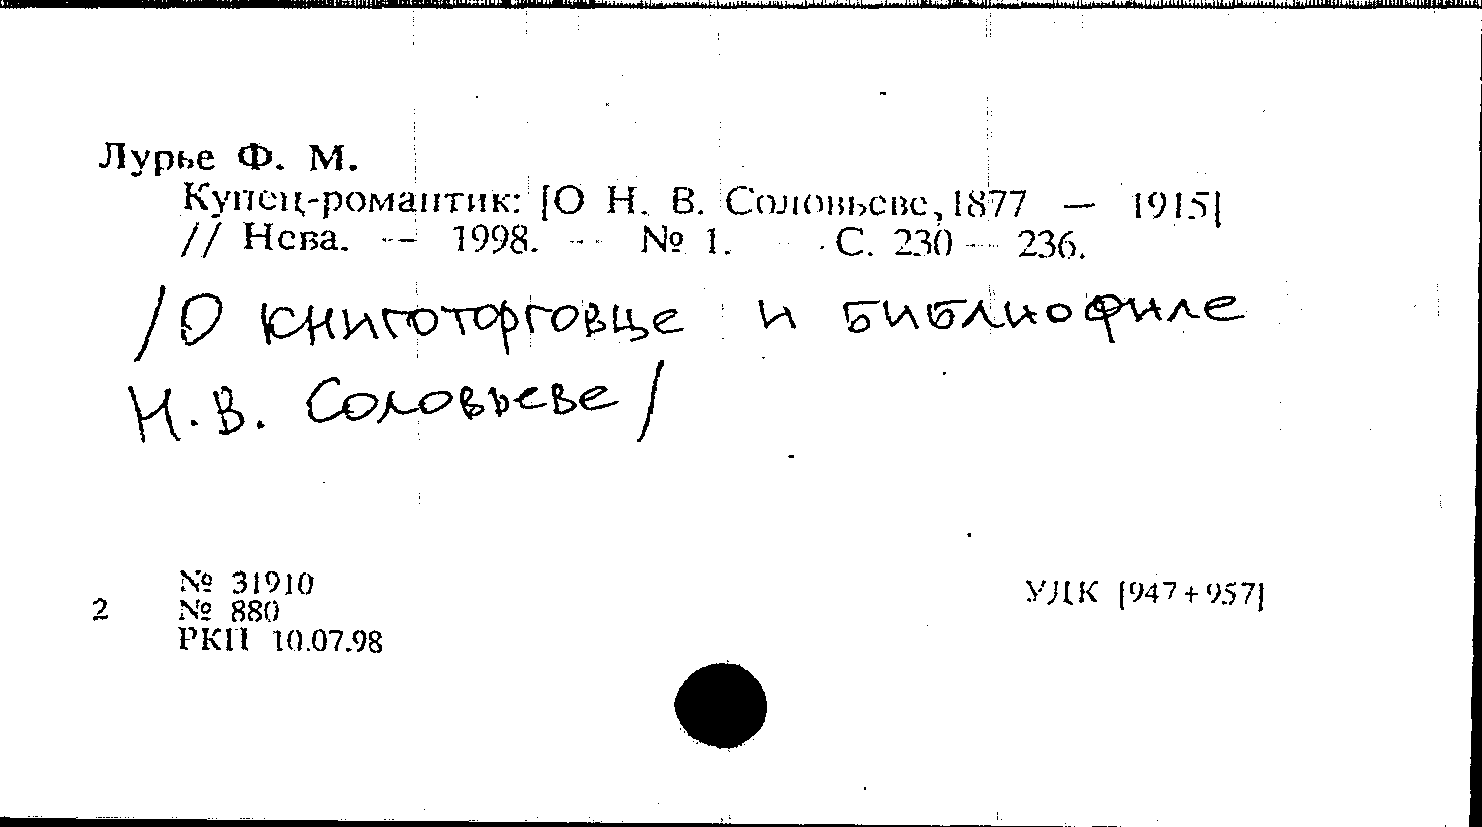 Лурье Ф. М.
Купец-романтик: [О Н. В. Соловьеве, 1877 — 1915]
// Нева. — 1998. — № 1. С. 230 — 236.
/О книготорговце и библиофиле
Н. В. Соловьеве/
№ 31910
2 № 880
РКП 10.07.98
УДК [947+957]